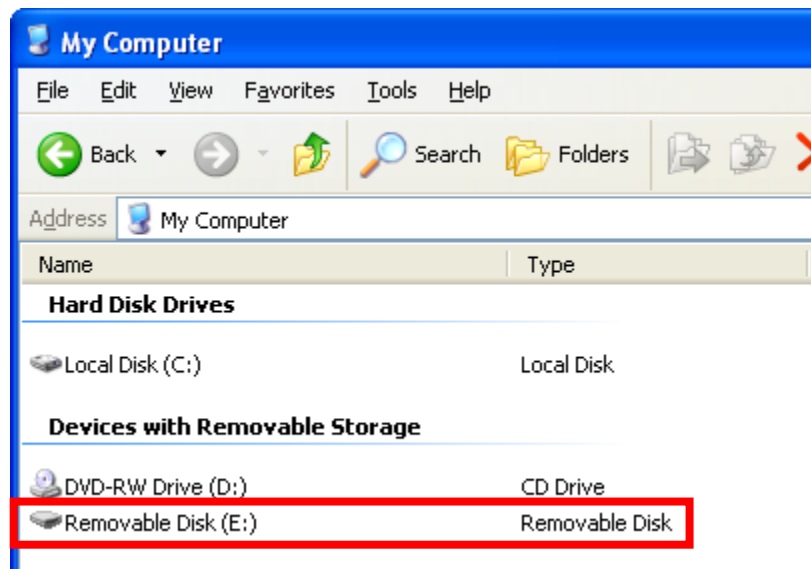 My Computer
File Edit View Favorites Tools Help
Back Search Folders
Address My Computer
Name Type
Hard Disk Drives
Local Disk (C:) Local Disk
Devices with Removable Storage
DVD-RW Drive (D:) CD Drive
Removable Disk (E:) Removable Disk